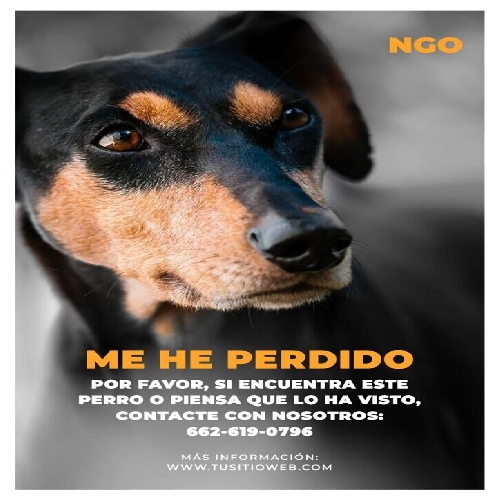 NGO
ME HE PERDIDO
POR FAVOR, SI ENCUENTRA ESTE
PERRO O PIENSA QUE LO HA VISTO,
CONTACTE CON NOSOTROS:
662-619-0796
MÁS INFORMACIÓN:
WWW.TUSITIOWEB.COM